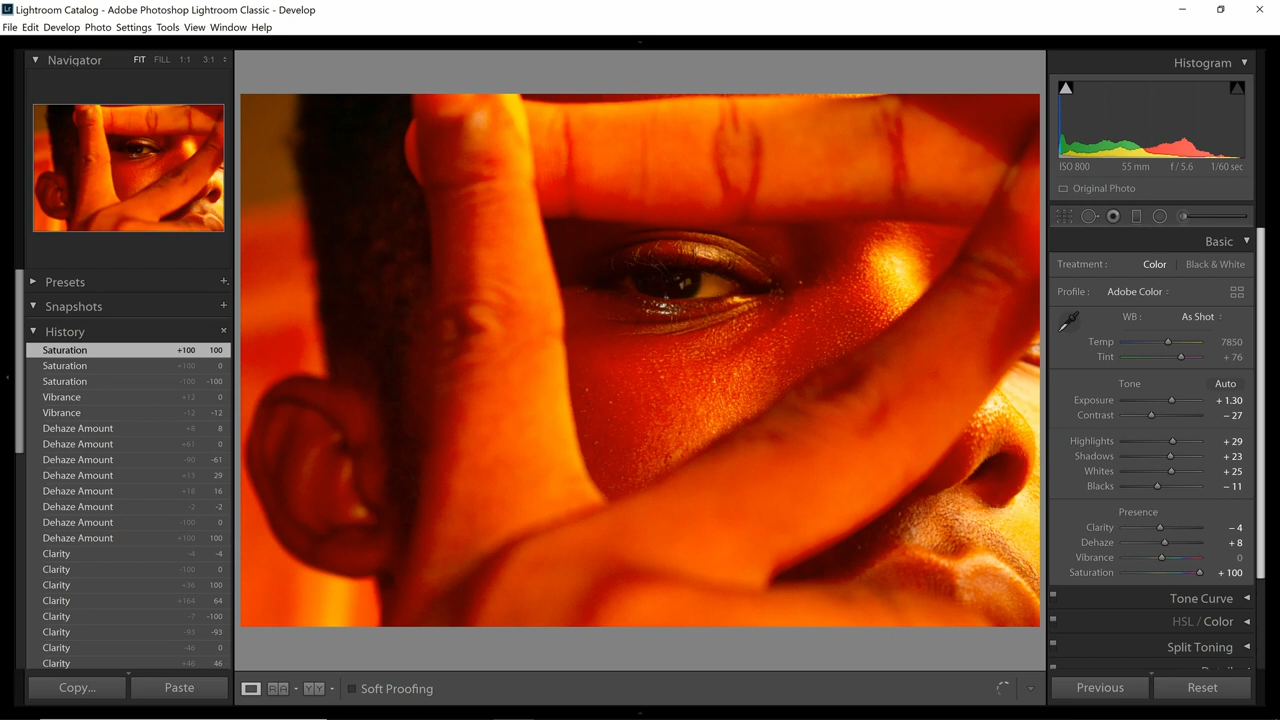 Lr Lightroom Catalog - Adobe Photoshop Lightroom Classic - Develop
File Edit Develop Photo Settings Tools View Window Help
Navigator FIT FILL 1:1 3:1
Presets
Snapshots
History
Saturation +100 100
Saturation +100 0
Saturation -100 -100
Vibrance +12 0
Vibrance -12 -12
Dehaze Amount +8 8
Dehaze Amount +61 0
Dehaze Amount -90 -61
Dehaze Amount +13 29
Dehaze Amount +18 16
Dehaze Amount -2 -2
Dehaze Amount -100 0
Dehaze Amount +100 100
Clarity -4 -4
Clarity -100 0
Clarity +36 100
Clarity +164 64
Clarity -7 -100
Clarity -93 -93
Clarity -46 0
Clarity +46 46
Copy... Paste
Soft Proofing
Histogram
ISO 800 55 mm f / 5.6 1/60 sec
Original Photo
Basic
Treatment : Color Black & White
Profile : Adobe Color
WB : As Shot
Temp 7850
Tint + 76
Tone Auto
Exposure + 1.30
Contrast – 27
Highlights + 29
Shadows + 23
Whites + 25
Blacks – 11
Presence
Clarity – 4
Dehaze + 8
Vibrance 0
Saturation + 100
Tone Curve
HSL / Color
Split Toning
Previous Reset